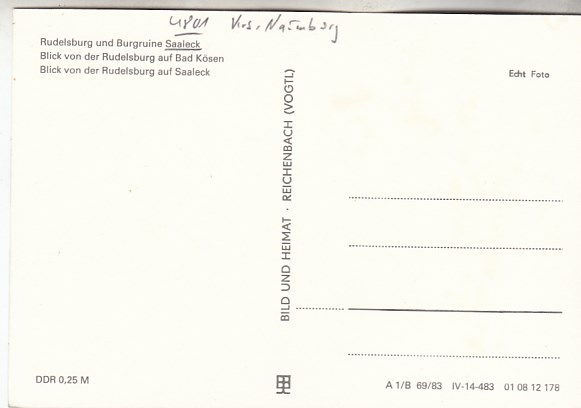 4801 Krs. Naumburg
Rudelsburg und Burgruine Saaleck
Blick von der Rudelsburg auf Bad Kösen
Blick von der Rudelsburg auf Saaleck
Echt Foto
BILD UND HEIMAT · REICHENBACH (VOGTL)
DDR 0,25 M
A 1/B 69/83 IV-14-483 01 08 12 178